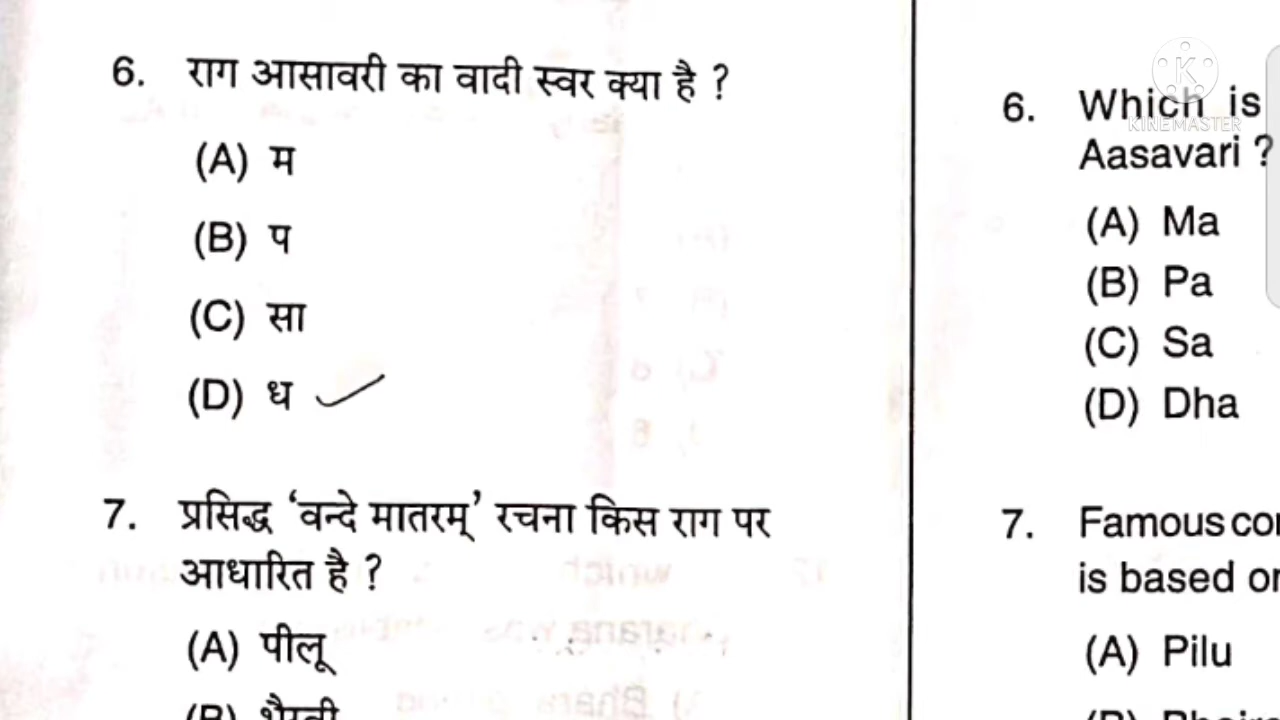 6. राग आसावरी का वादी स्वर क्या है ?
(A) म
(B) प
(C) सा
(D) ध
7. प्रसिद्ध ‘वन्दे मातरम्’ रचना किस राग पर
आधारित है ?
(A) पीलू
(B) भैरवी
K
KINEMASTER
6. Which is
Aasavari ?
(A) Ma
(B) Pa
(C) Sa
(D) Dha
7. Famous
is based
(A) Pilu